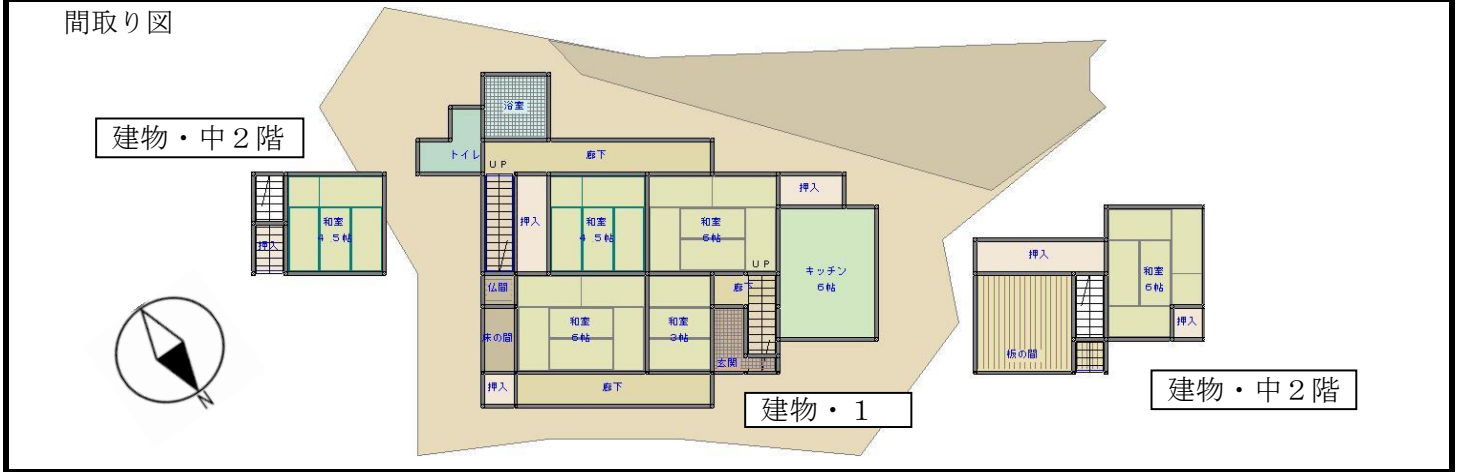 間取り図
建物・中２階
和室
４.５帖
押入
浴室
トイレ
UP
廊下
押入
和室
４.５帖
和室
６帖
押入
キッチン
６帖
UP
廊下
仏間
床の間
和室
６帖
和室
３帖
玄関
押入
廊下
建物・１
押入
和室
６帖
板の間
押入
建物・中２階
N